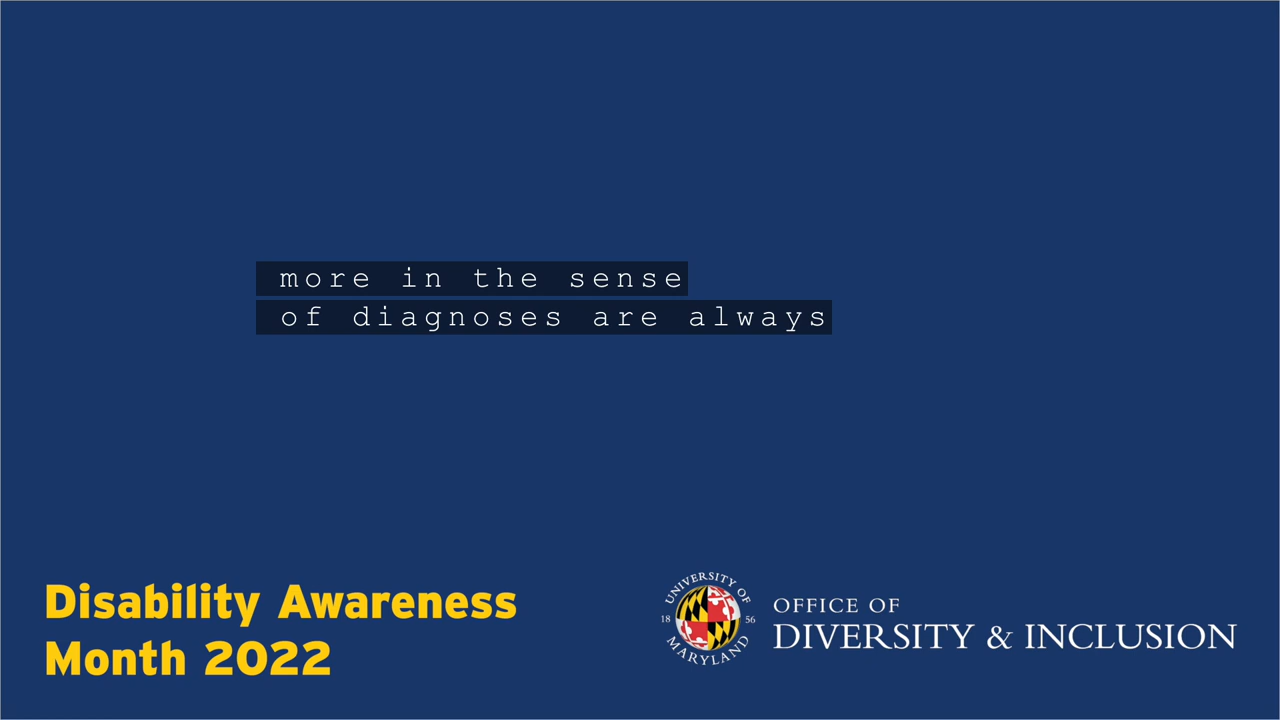 more in the sense
of diagnoses are always
Disability Awareness
Month 2022
UNIVERSITY OF
18 56
MARYLAND
OFFICE OF
DIVERSITY & INCLUSION